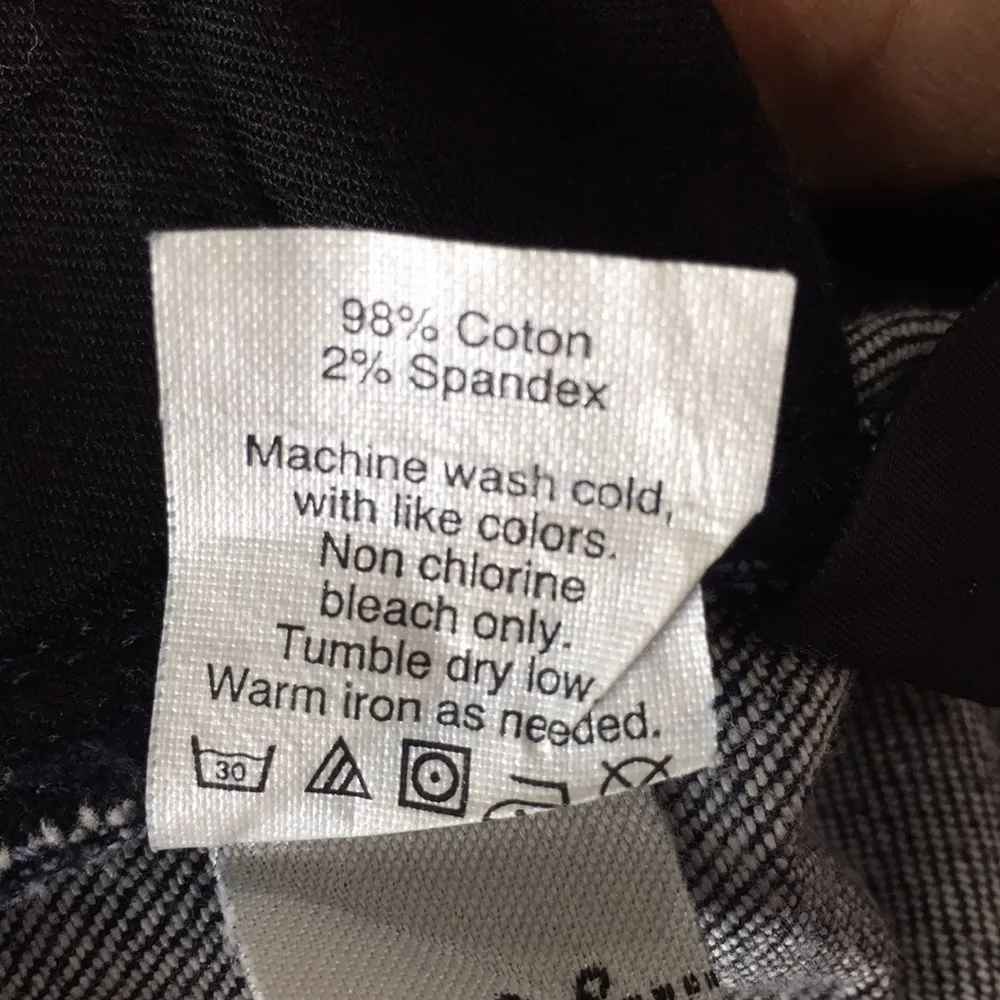 98% Coton
2% Spandex
Machine wash cold,
with like colors.
Non chlorine
bleach only.
Tumble dry low
Warm iron as needed.
30